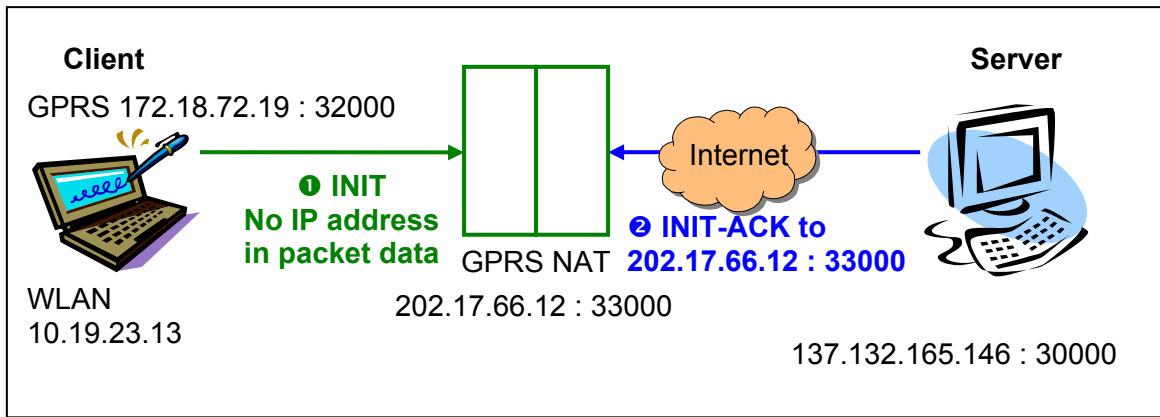 Client
GPRS 172.18.72.19 : 32000
❶ INIT
No IP address
in packet data
WLAN
10.19.23.13
GPRS NAT
202.17.66.12 : 33000
Internet
❷ INIT-ACK to
202.17.66.12 : 33000
Server
137.132.165.146 : 30000